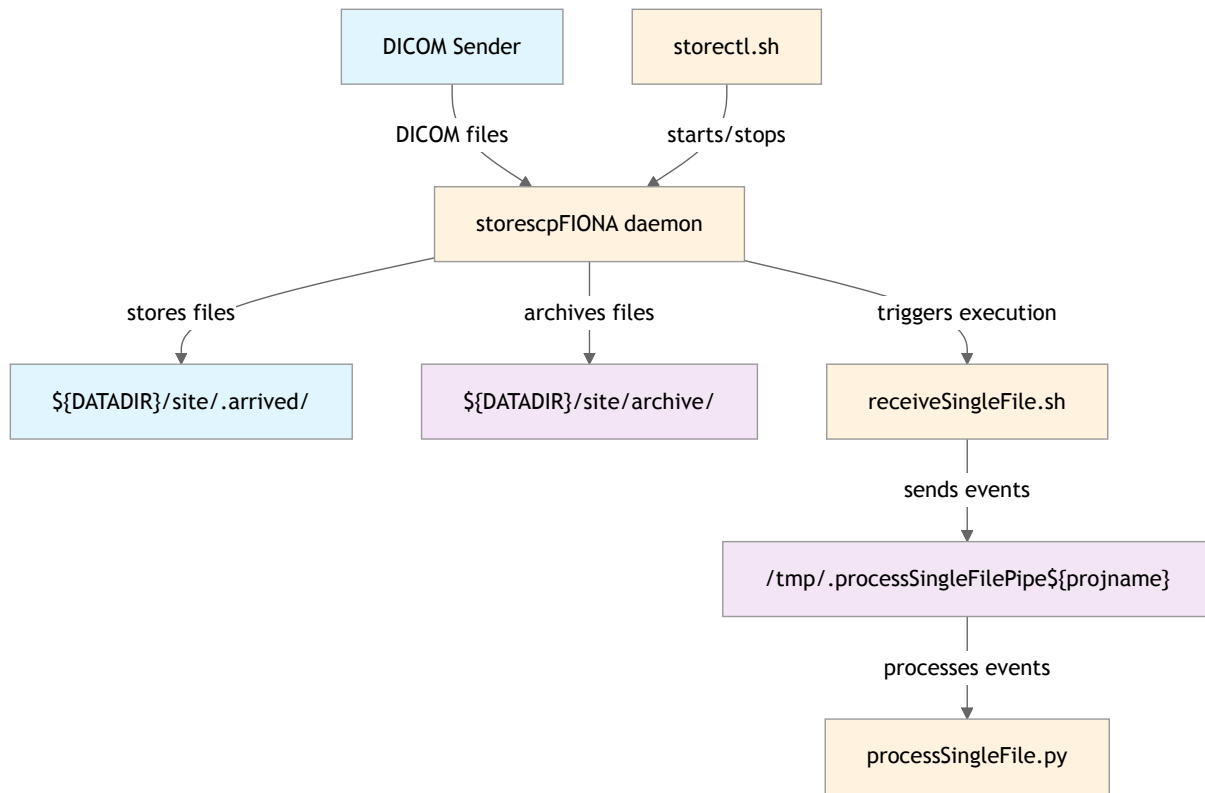 DICOM Sender
storectl.sh
DICOM files
starts/stops
storescpFIONA daemon
stores files
archives files
triggers execution
${DATADIR}/site/.arrived/
${DATADIR}/site/archive/
receiveSingleFile.sh
sends events
/tmp/.processSingleFilePipe${projname}
processes events
processSingleFile.py